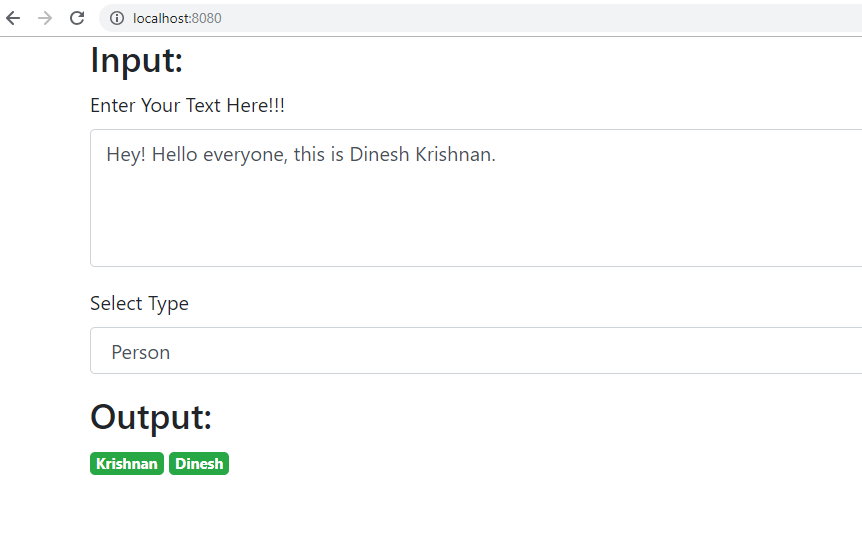 localhost:8080
Input:
Enter Your Text Here!!!
Hey! Hello everyone, this is Dinesh Krishnan.
Select Type
Person
Output:
Krishnan Dinesh